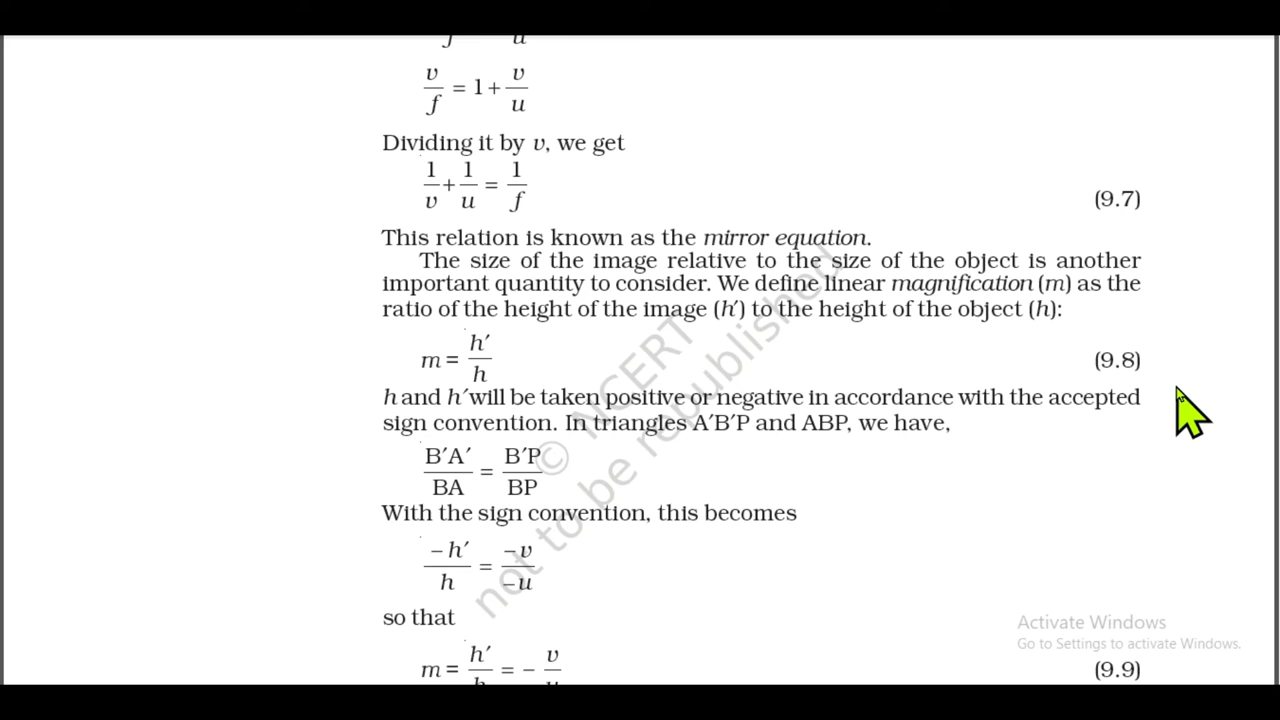 f u
v/f = 1 + v/u
Dividing it by v, we get
1/v + 1/u = 1/f (9.7)
This relation is known as the mirror equation.
The size of the image relative to the size of the object is another
important quantity to consider. We define linear magnification (m) as the
ratio of the height of the image (h′) to the height of the object (h):
m = h′/h (9.8)
h and h′ will be taken positive or negative in accordance with the accepted
sign convention. In triangles A′B′P and ABP, we have,
B′A′/BA = B′P/BP
With the sign convention, this becomes
−h′/h = −v/−u
so that
m = h′/h = − v/u (9.9)
© NCERT
not to be republished
Activate Windows
Go to Settings to activate Windows.